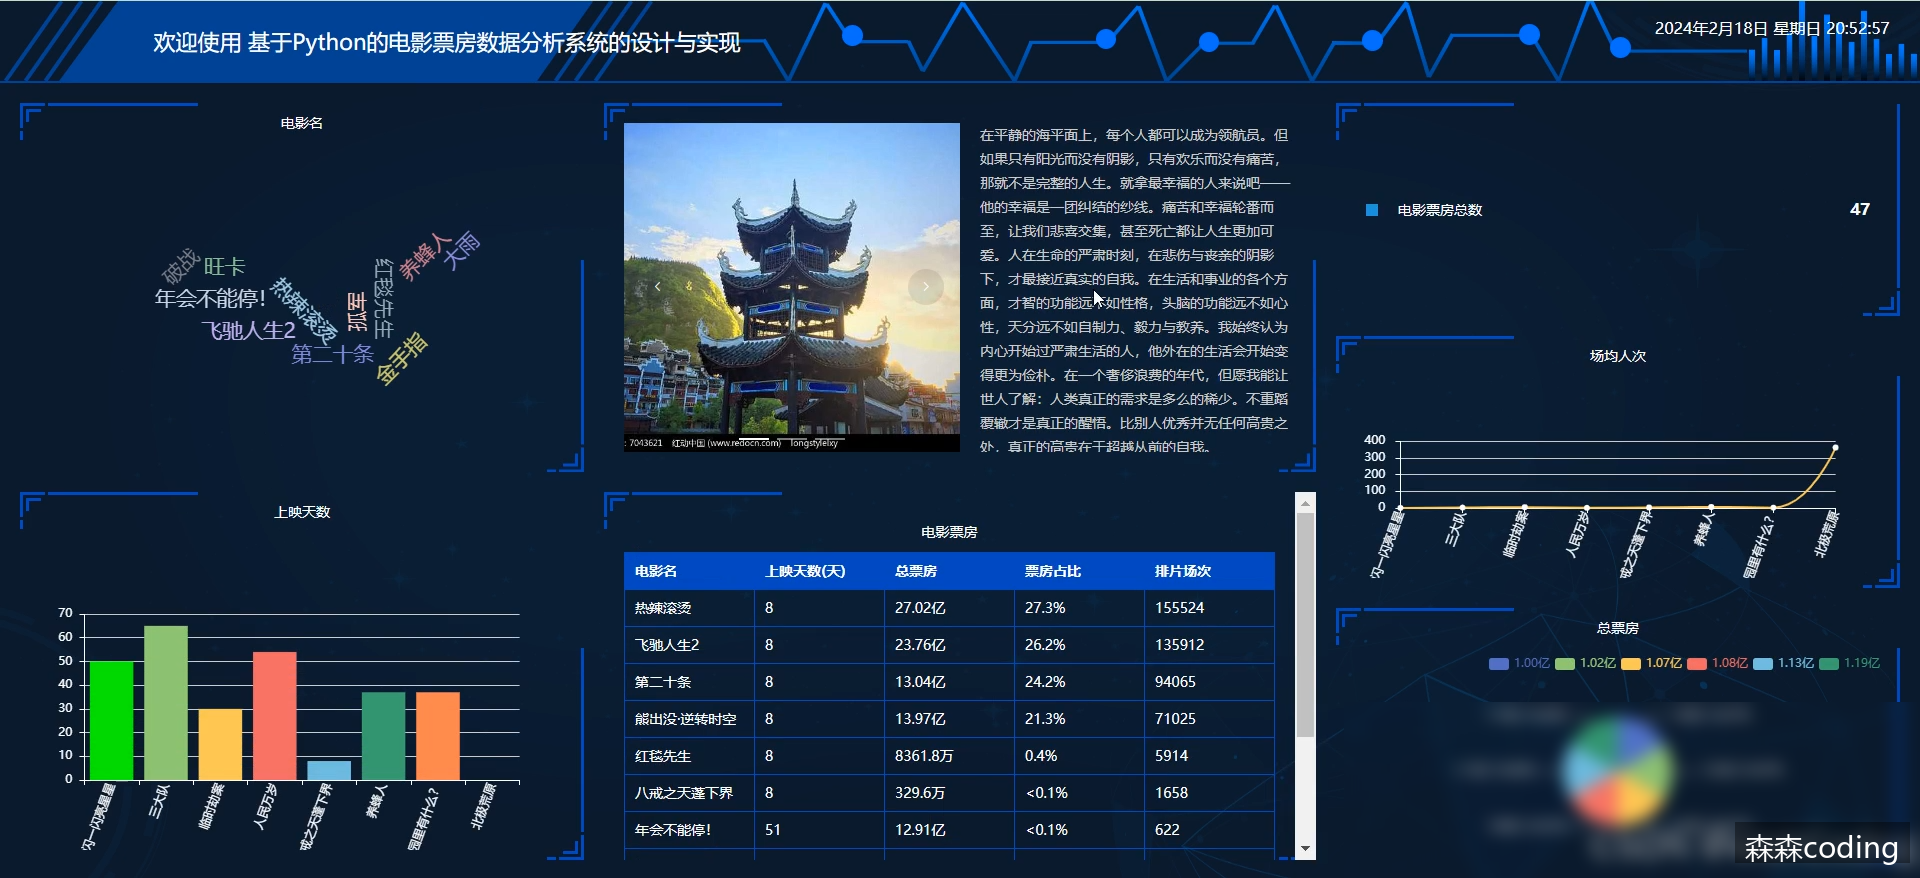 欢迎使用 基于Python的电影票房数据分析系统的设计与实现
2024年2月18日 星期日 20:52:57
电影名
破战
旺卡
年会不能停！
热辣滚烫
飞驰人生2
第二十条
孤军
红毯先生
养蜂人
大雨
金手指
在平静的海平面上，每个人都可以成为领航员。但
如果只有阳光而没有阴影，只有欢乐而没有痛苦，
那就不是完整的人生。就拿最幸福的人来说吧——
他的幸福是一团纠结的纱线。痛苦和幸福轮番而
至，让我们悲喜交集，甚至死亡都让人生更加可
爱。人在生命的严肃时刻，在悲伤与丧亲的阴影
下，才最接近真实的自我。在生活和事业的各个方
面，才智的功能远不如性格，头脑的功能远不如心
性，天分远不如自制力、毅力与教养。我始终认为
内心开始过严肃生活的人，他外在的生活会开始变
得更为俭朴。在一个奢侈浪费的年代，但愿我能让
世人了解：人类真正的需求是多么的稀少。不重蹈
覆辙才是真正的醒悟。比别人优秀并无任何高贵之
处，真正的高贵在于超越从前的自我。
: 7043621 红动中国 (www.redocn.com) longstylelxy
电影票房总数 47
场均人次
400
300
200
100
0
闪一闪亮星星
三大队
临时劫案
人民万岁
戒之天蓬下界
养蜂人
园里有什么？
北极荒原
上映天数
70
60
50
40
30
20
10
0
闪一闪亮星星
三大队
临时劫案
人民万岁
戒之天蓬下界
养蜂人
园里有什么？
北极荒原
电影票房
电影名 上映天数(天) 总票房 票房占比 排片场次
热辣滚烫 8 27.02亿 27.3% 155524
飞驰人生2 8 23.76亿 26.2% 135912
第二十条 8 13.04亿 24.2% 94065
熊出没·逆转时空 8 13.97亿 21.3% 71025
红毯先生 8 8361.8万 0.4% 5914
八戒之天蓬下界 8 329.6万 <0.1% 1658
年会不能停！ 51 12.91亿 <0.1% 622
总票房
1.00亿 1.02亿 1.07亿 1.08亿 1.13亿 1.19亿
森森coding